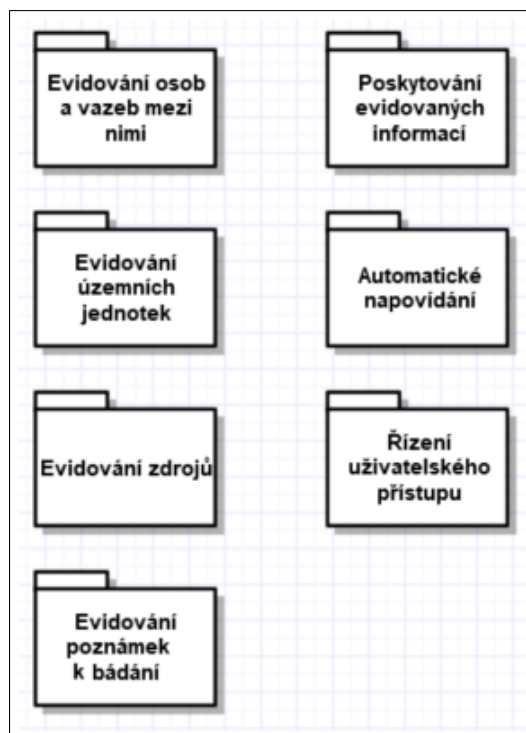 Evidování osob
a vazeb mezi
nimi
Poskytování
evidovaných
informací
Evidování
územních
jednotek
Automatické
napovídání
Evidování zdrojů
Řízení
uživatelského
přístupu
Evidování
poznámek
k bádání